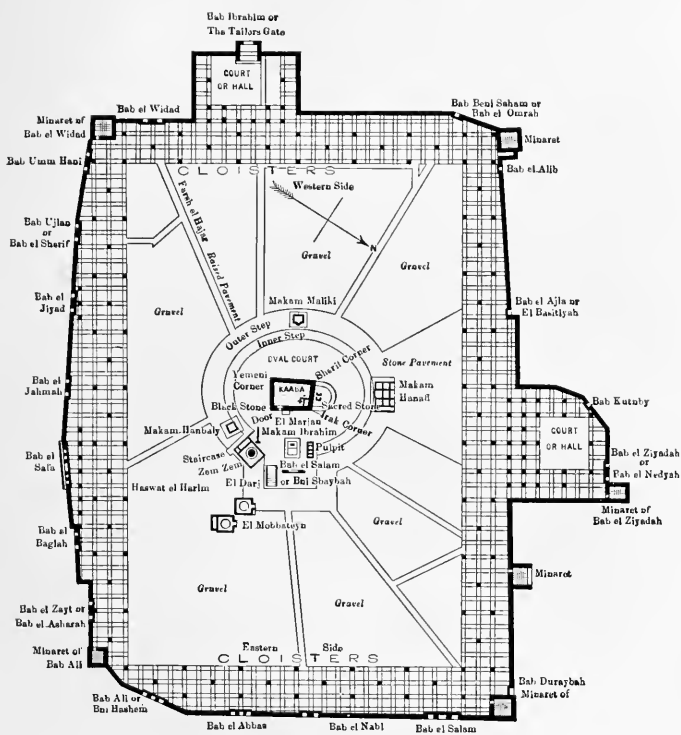 Bab Ibrahim or
Tha Tailors Gate
COURT
OR HALL
Bab el Widad
Minaret of
Bab el Widad
Bab Beni Saham or
Bab el Omrah
Minaret
Bab Umm Hani
CLOISTERS
Bab el Alib
Western Side
Farsh el Hajar
Raised Pavement
N
Bab Ujlan
or
Bab el Sherif
Gravel
Gravel
Bab el
Jiyad
Gravel
Makam Maliki
Bab el Ajla or
El Basitiyah
Outer Step
Inner Step
OVAL COURT
Sharil Corner
Stone Pavement
Yemeni
Corner
KAABA
Makam
Hanafi
Bab el
Jahmah
Black Stone
Sacred Stone
Bab Kutuby
El Marjan
Door
Makam Ibrahim
Irak Corner
Makam Hanbaly
Pulpit
COURT
OR HALL
Bab el
Safa
Staircase
Zem Zem
Bab el Salam
or Bni Shaybah
Bab el Ziyadah
or
Bab el Nedyah
Haswat el Harim
El Darj
Minaret of
Bab el Ziyadah
El Mobbateyn
Gravel
Bab el
Baglah
Minaret
Gravel
Gravel
Bab el Zayt or
Bab el Asharah
Eastern Side
CLOISTERS
Minaret of
Bab Ali
Bab Duraybah
Minaret of
Bab Ali or
Bni Hashem
Bab el Abbas
Bab el Nabi
Bab el Salam